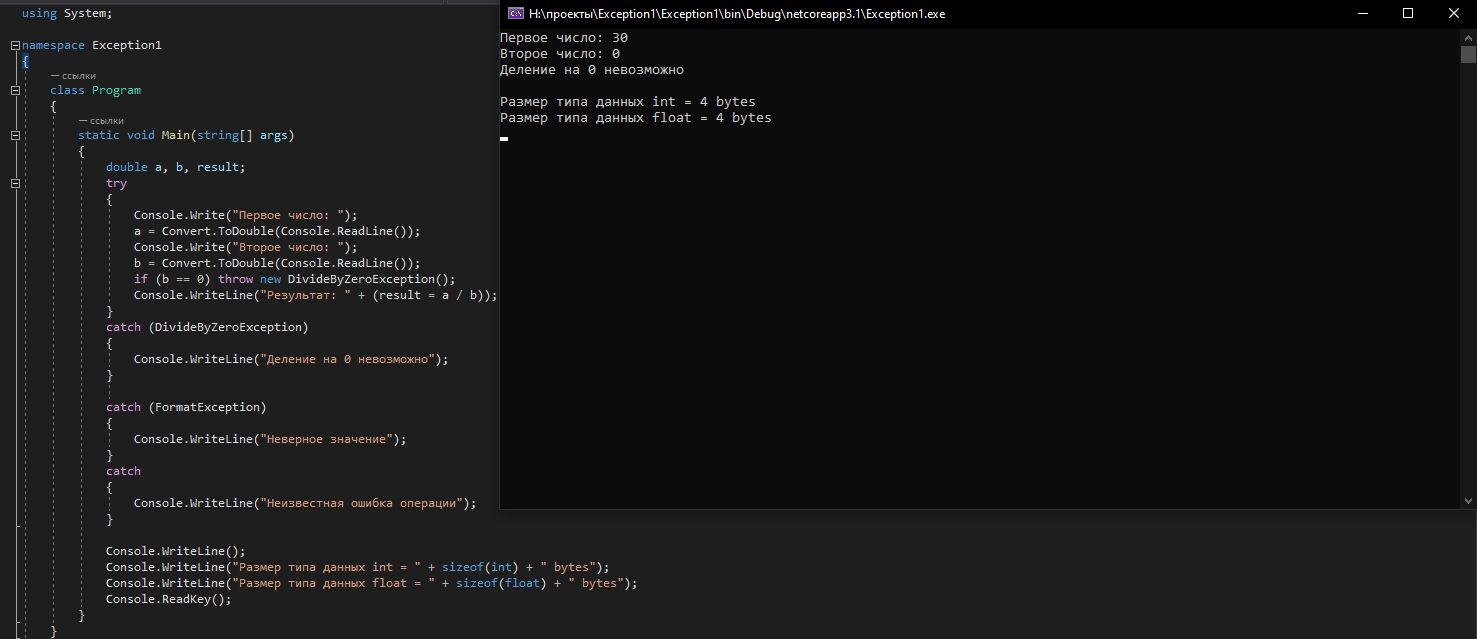 using System;
namespace Exception1
{
— ссылки
class Program
{
— ссылки
static void Main(string[] args)
{
double a, b, result;
try
{
Console.Write("Первое число: ");
a = Convert.ToDouble(Console.ReadLine());
Console.Write("Второе число: ");
b = Convert.ToDouble(Console.ReadLine());
if (b == 0) throw new DivideByZeroException();
Console.WriteLine("Результат: " + (result = a / b));
}
catch (DivideByZeroException)
{
Console.WriteLine("Деление на 0 невозможно");
}
catch (FormatException)
{
Console.WriteLine("Неверное значение");
}
catch
{
Console.WriteLine("Неизвестная ошибка операции");
}
Console.WriteLine();
Console.WriteLine("Размер типа данных int = " + sizeof(int) + " bytes");
Console.WriteLine("Размер типа данных float = " + sizeof(float) + " bytes");
Console.ReadKey();
}
}
C:\
H:\проекты\Exception1\Exception1\bin\Debug\netcoreapp3.1\Exception1.exe
Первое число: 30
Второе число: 0
Деление на 0 невозможно
Размер типа данных int = 4 bytes
Размер типа данных float = 4 bytes